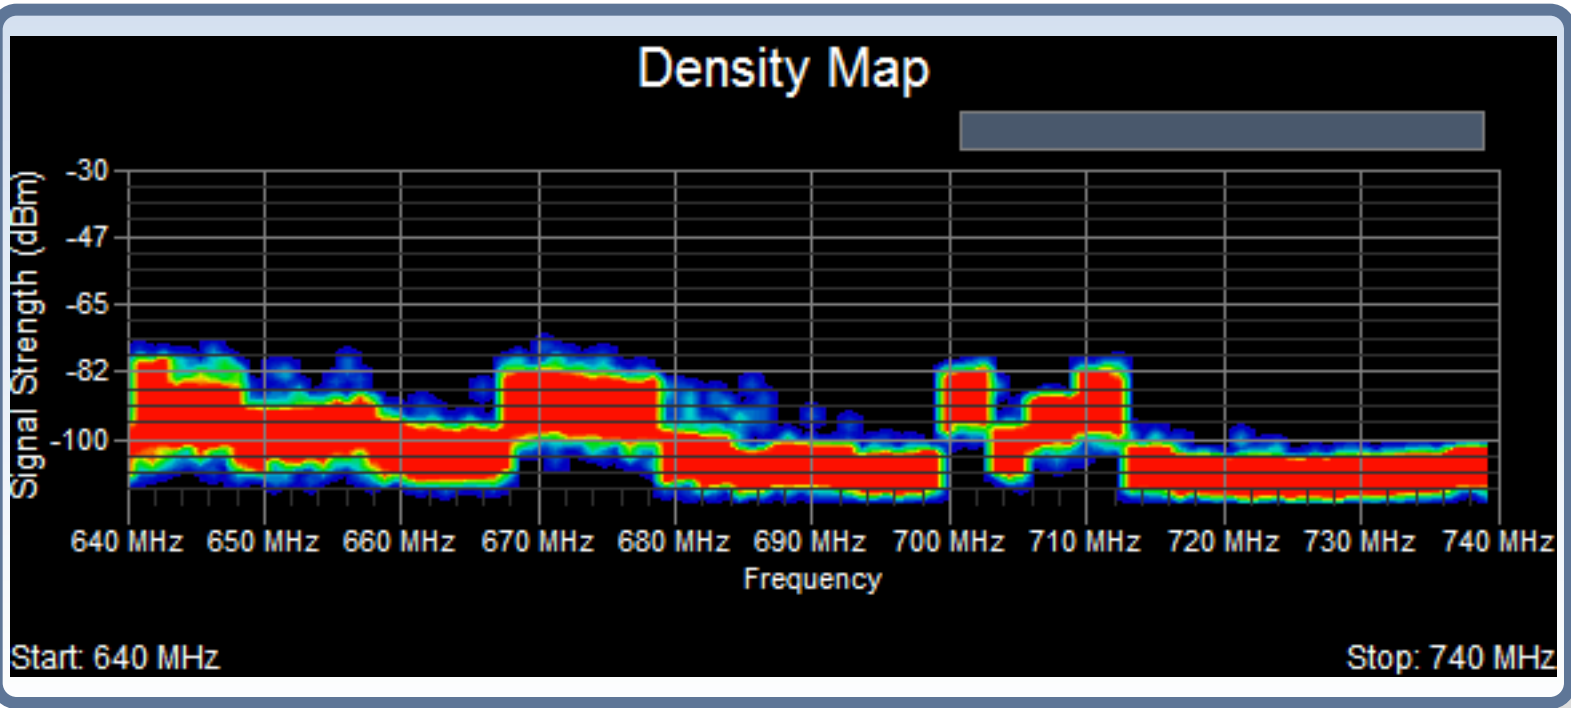 Density Map
Signal Strength (dBm)
-30
-47
-65
-82
-100
640 MHz 650 MHz 660 MHz 670 MHz 680 MHz 690 MHz 700 MHz 710 MHz 720 MHz 730 MHz 740 MHz
Frequency
Start: 640 MHz Stop: 740 MHz